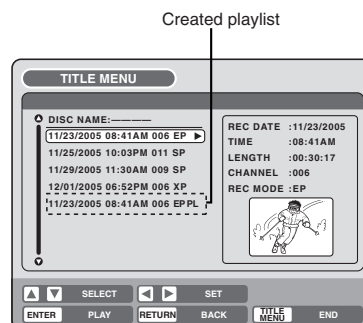 Created playlist
TITLE MENU
DISC NAME:————
11/23/2005 08:41AM 006 EP
11/25/2005 10:03PM 011 SP
11/29/2005 11:30AM 009 SP
12/01/2005 06:52PM 006 XP
11/23/2005 08:41AM 006 EP PL
REC DATE :11/23/2005
TIME :08:41AM
LENGTH :00:30:17
CHANNEL :006
REC MODE :EP
SELECT SET
ENTER PLAY RETURN BACK TITLE MENU END